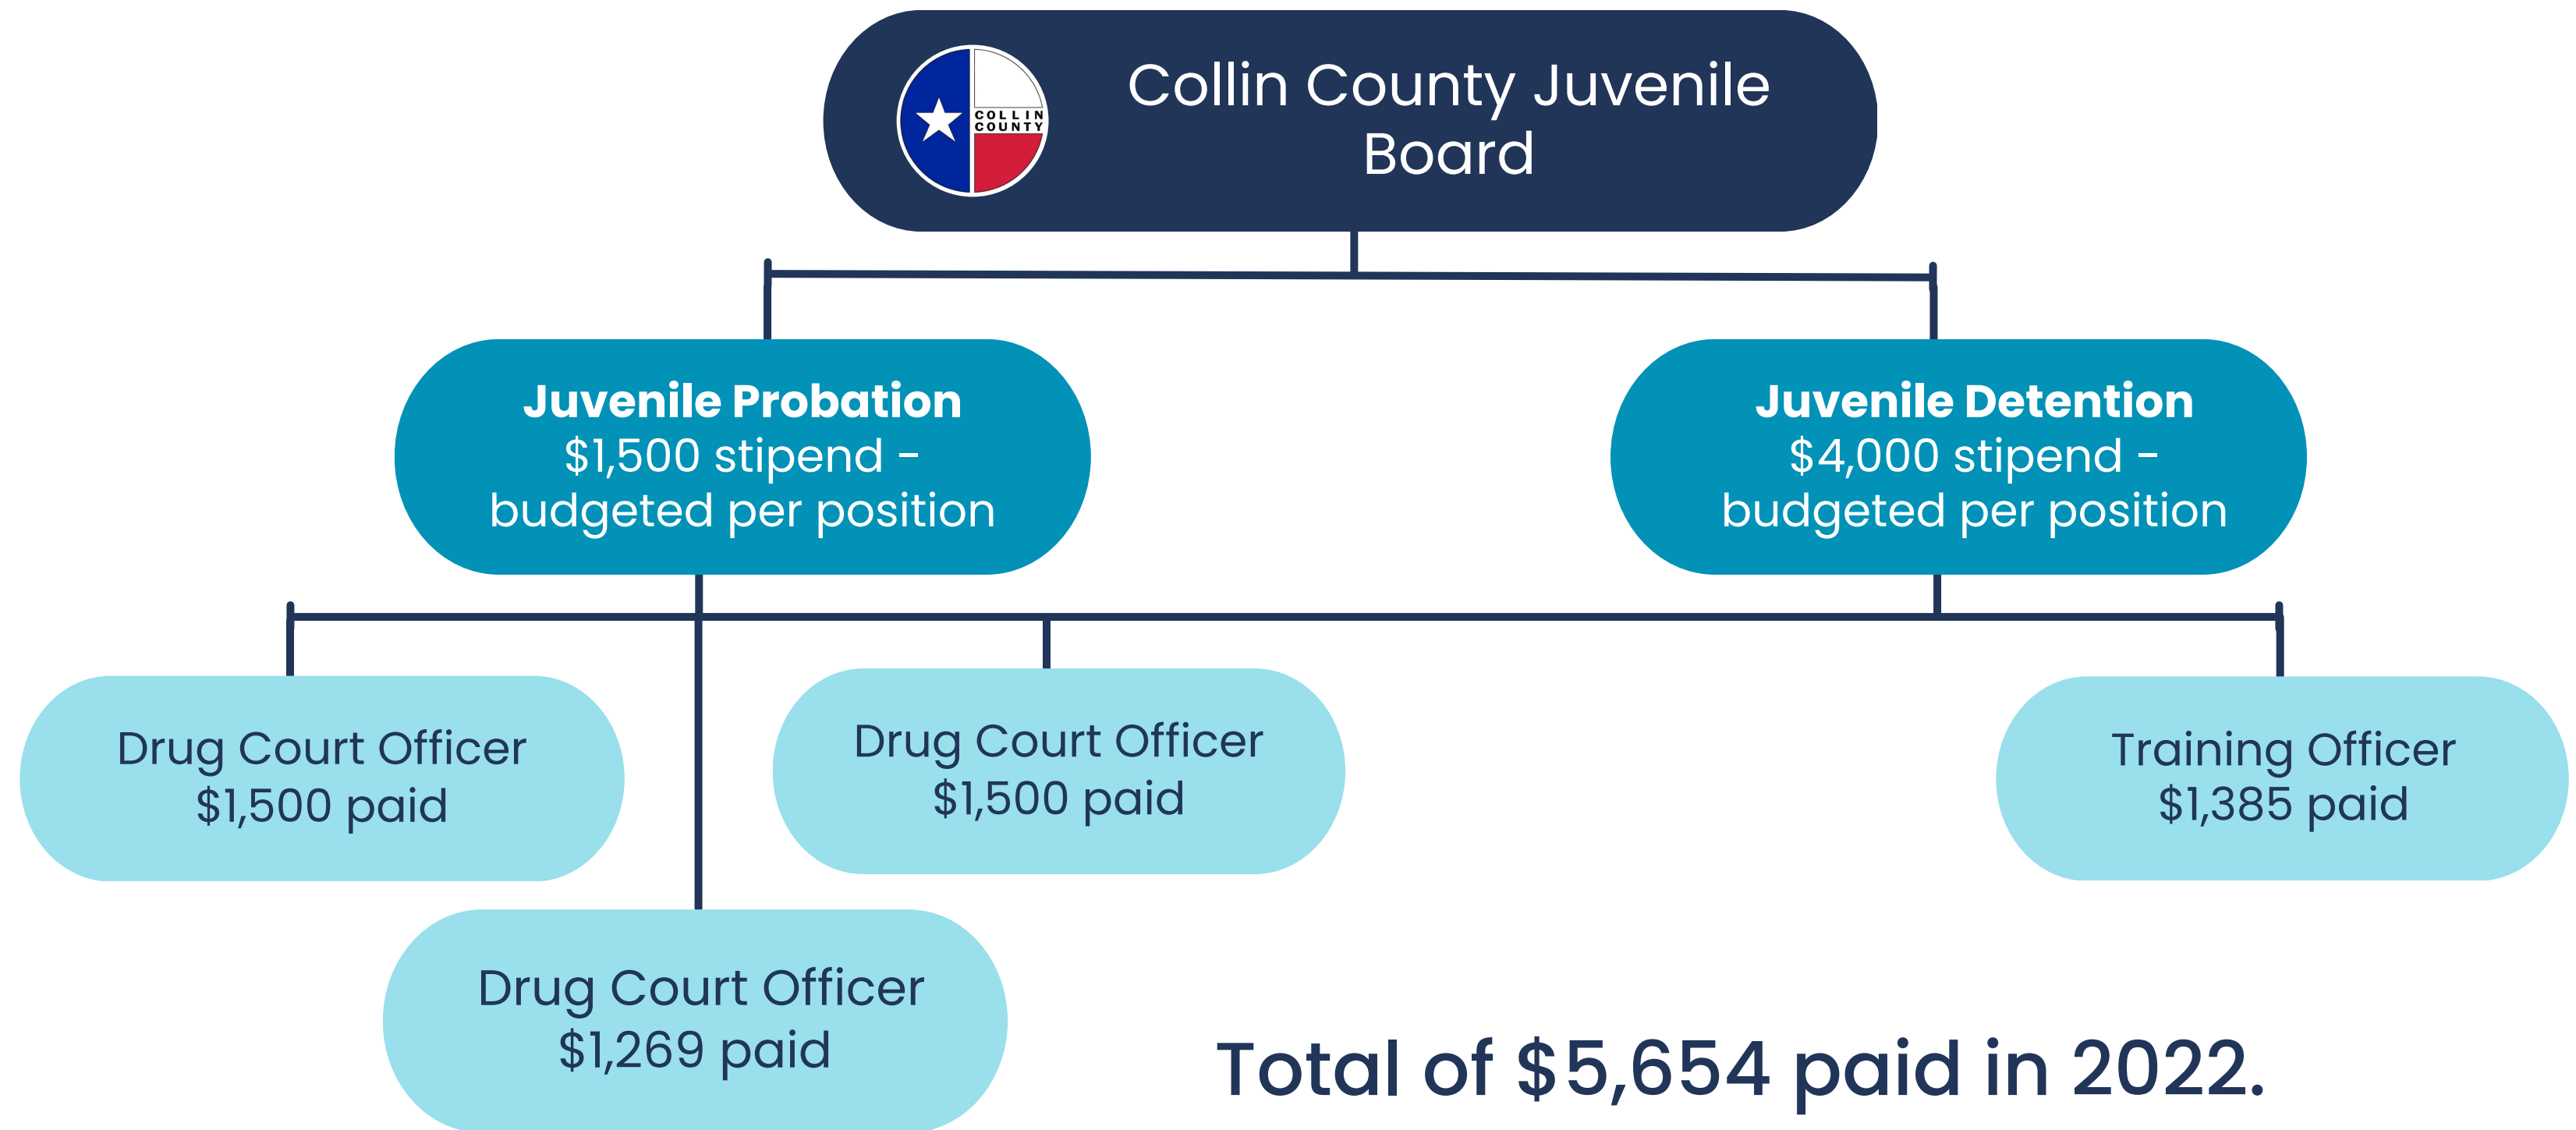 COLLIN
COUNTY
Collin County Juvenile
Board
Juvenile Probation
$1,500 stipend -
budgeted per position
Juvenile Detention
$4,000 stipend -
budgeted per position
Drug Court Officer
$1,500 paid
Drug Court Officer
$1,500 paid
Training Officer
$1,385 paid
Drug Court Officer
$1,269 paid
Total of $5,654 paid in 2022.